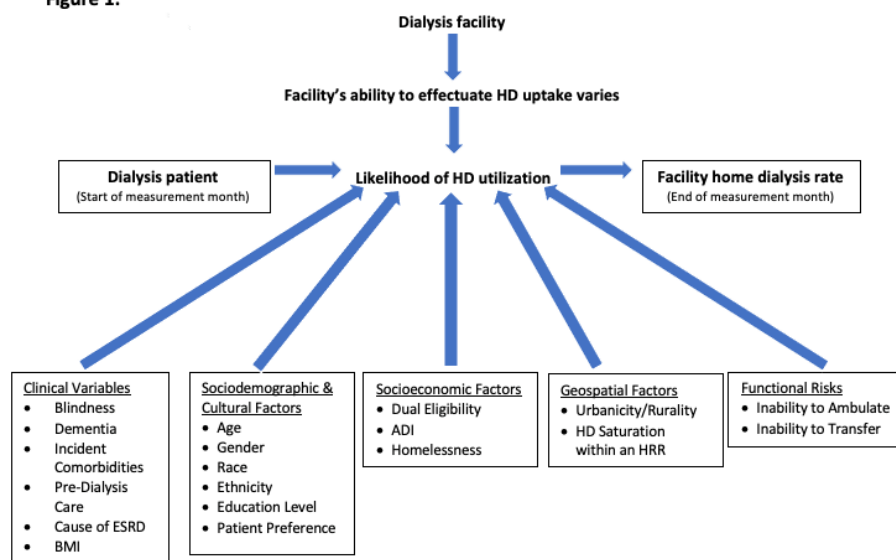 Figure 1.
Dialysis facility
Facility's ability to effectuate HD uptake varies
Dialysis patient
(Start of measurement month)
Likelihood of HD utilization
Facility home dialysis rate
(End of measurement month)
Clinical Variables
• Blindness
• Dementia
• Incident
Comorbidities
• Pre-Dialysis
Care
• Cause of ESRD
• BMI
Sociodemographic &
Cultural Factors
• Age
• Gender
• Race
• Ethnicity
• Education Level
• Patient Preference
Socioeconomic Factors
• Dual Eligibility
• ADI
• Homelessness
Geospatial Factors
• Urbanicity/Rurality
• HD Saturation
within an HRR
Functional Risks
• Inability to Ambulate
• Inability to Transfer